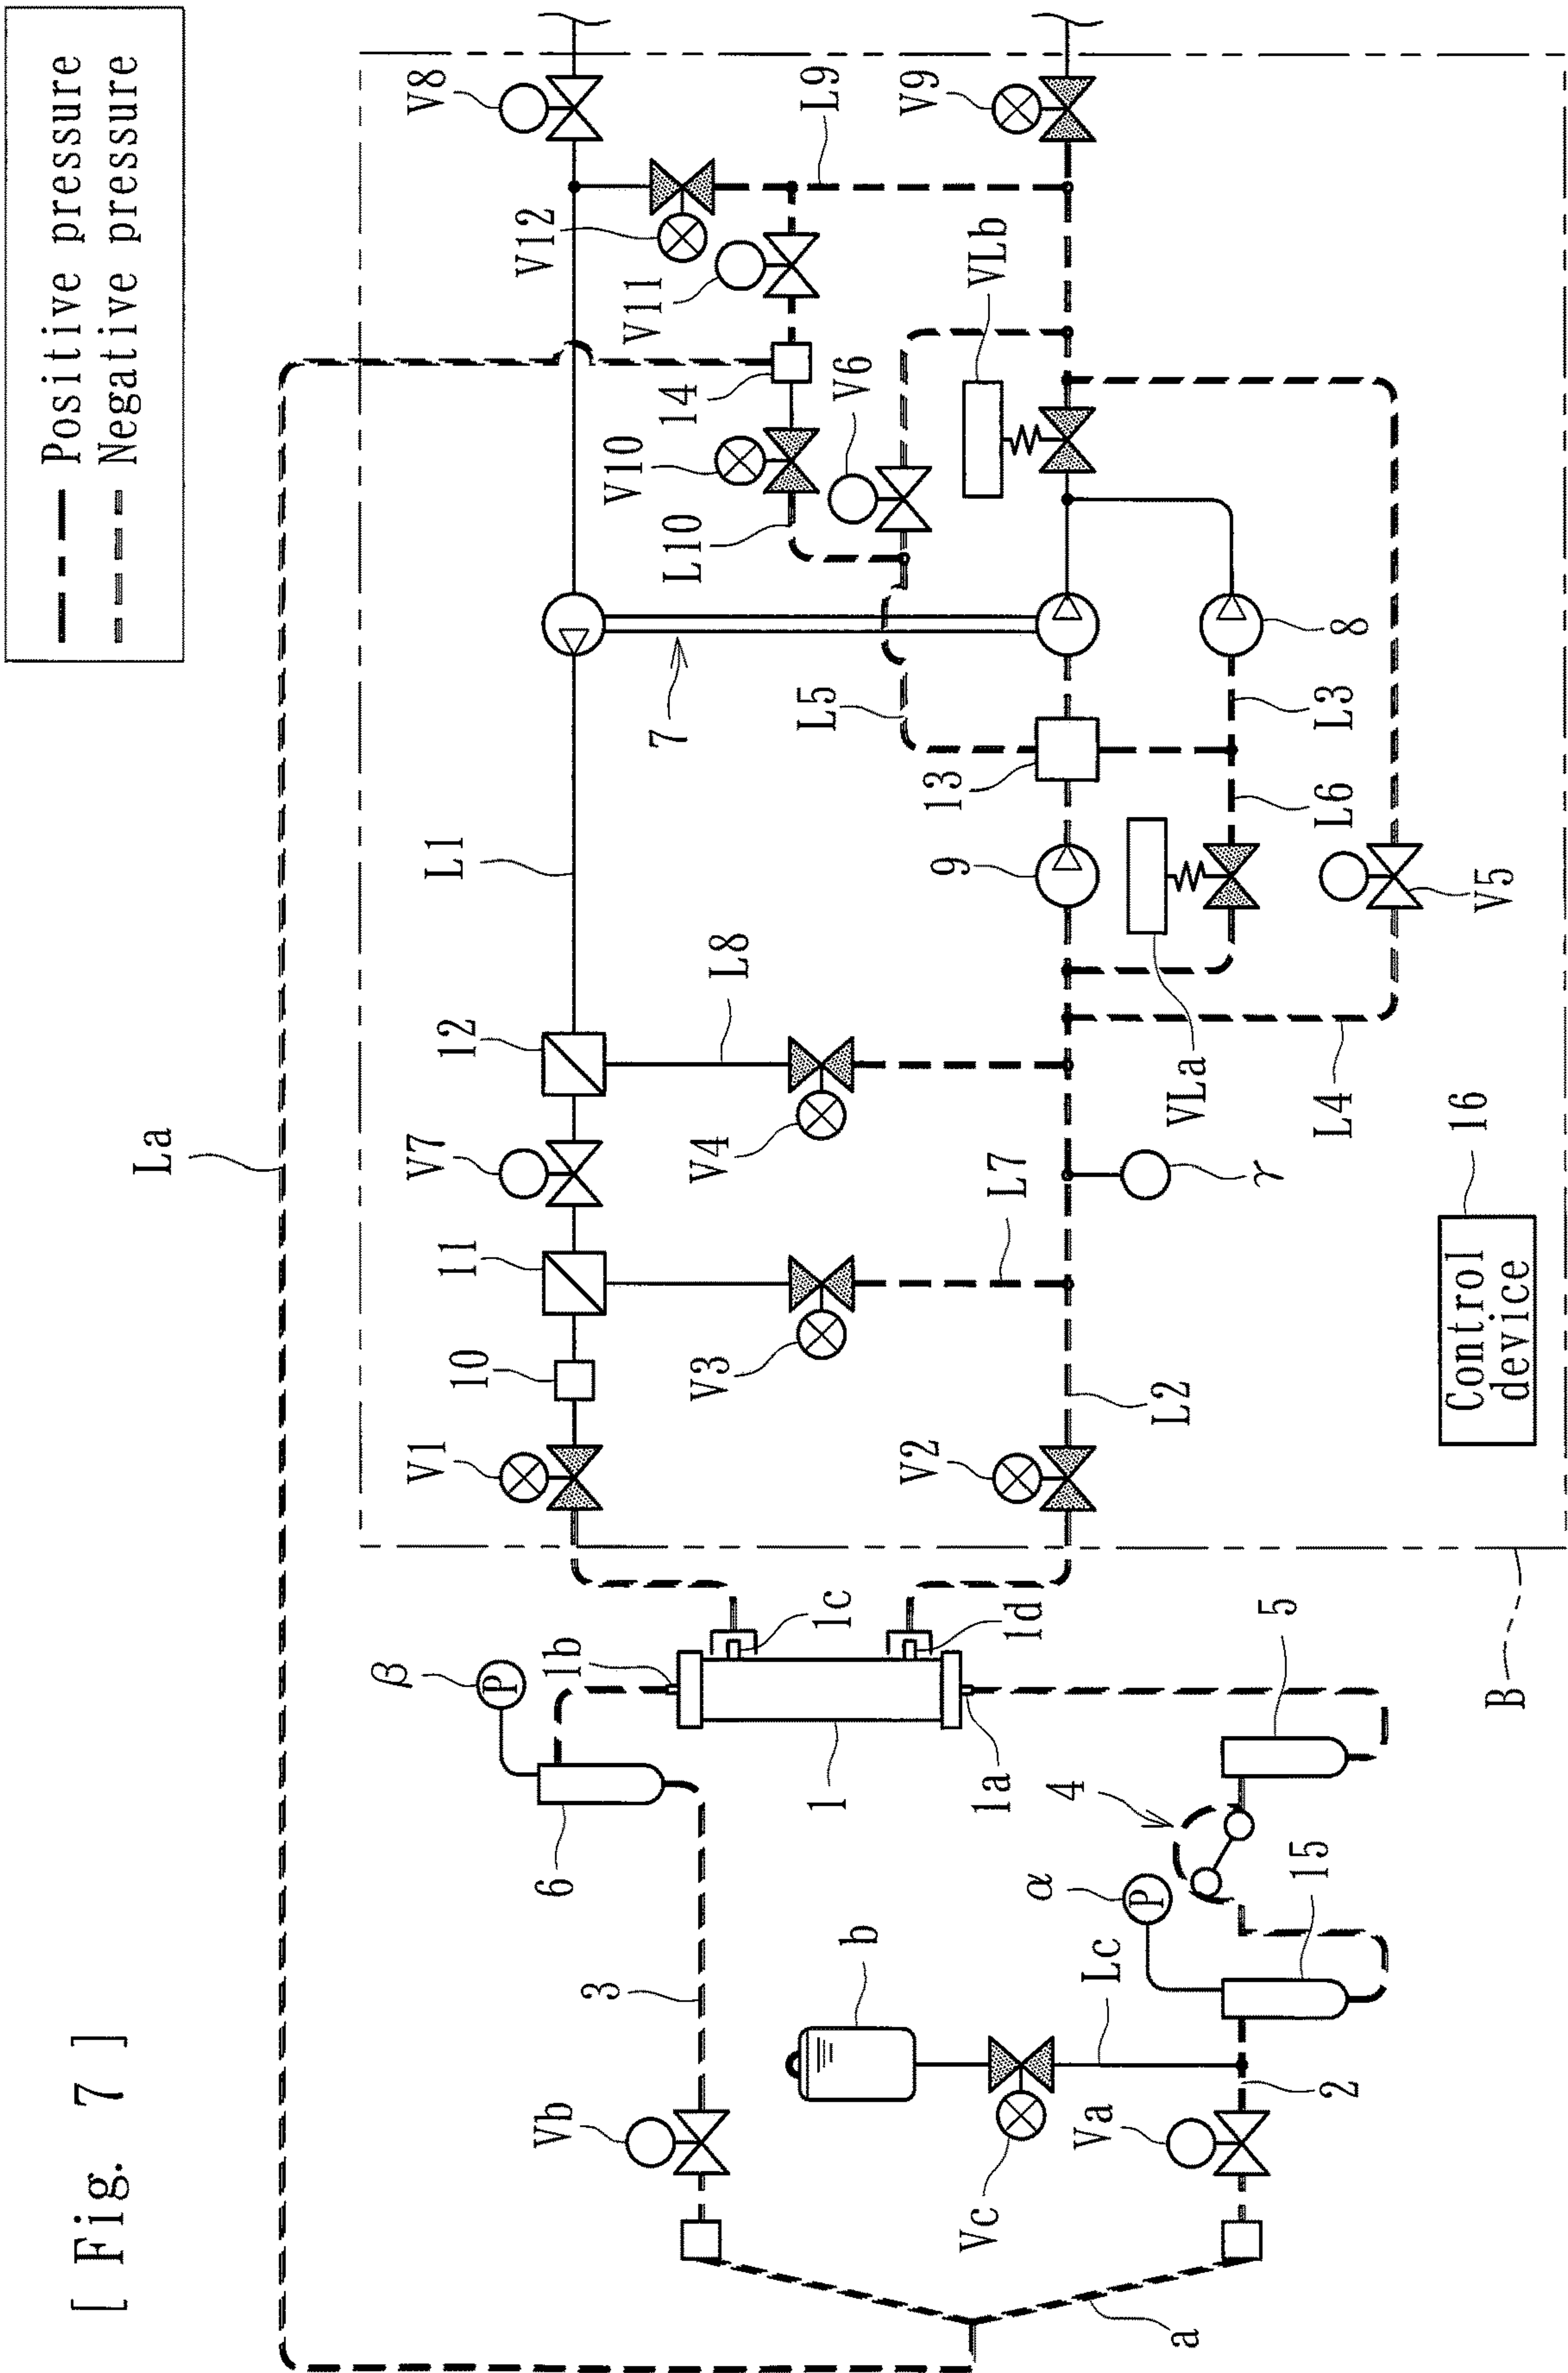 [ Fig. 7 ]
Positive pressure
Negative pressure
La
V8
V9
L9
V12
V11
VLb
14
V6
V10
L10
7
L5
8
13
L3
L1
9
L6
V5
L8
12
VLa
L4
V7
V4
L7
γ
16
11
Control
device
10
V3
L2
V1
V2
B
β
1b
1c
1d
5
1
1a
4
6
α
15
3
b
Lc
2
Vb
Va
Vc
a
P
P